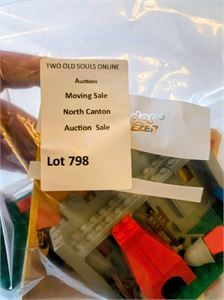 TWO OLD SOULS ONLINE
Auctions
Moving Sale
North Canton
Auction Sale
Lot 798